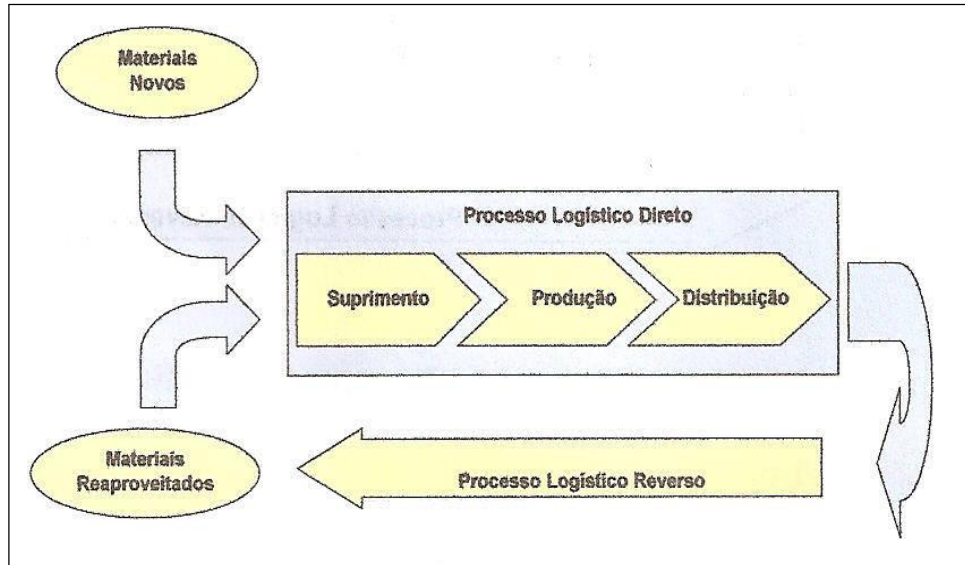 Materiais
Novos
Processo Logístico Direto
Suprimento
Produção
Distribuição
Materiais
Reaproveitados
Processo Logístico Reverso